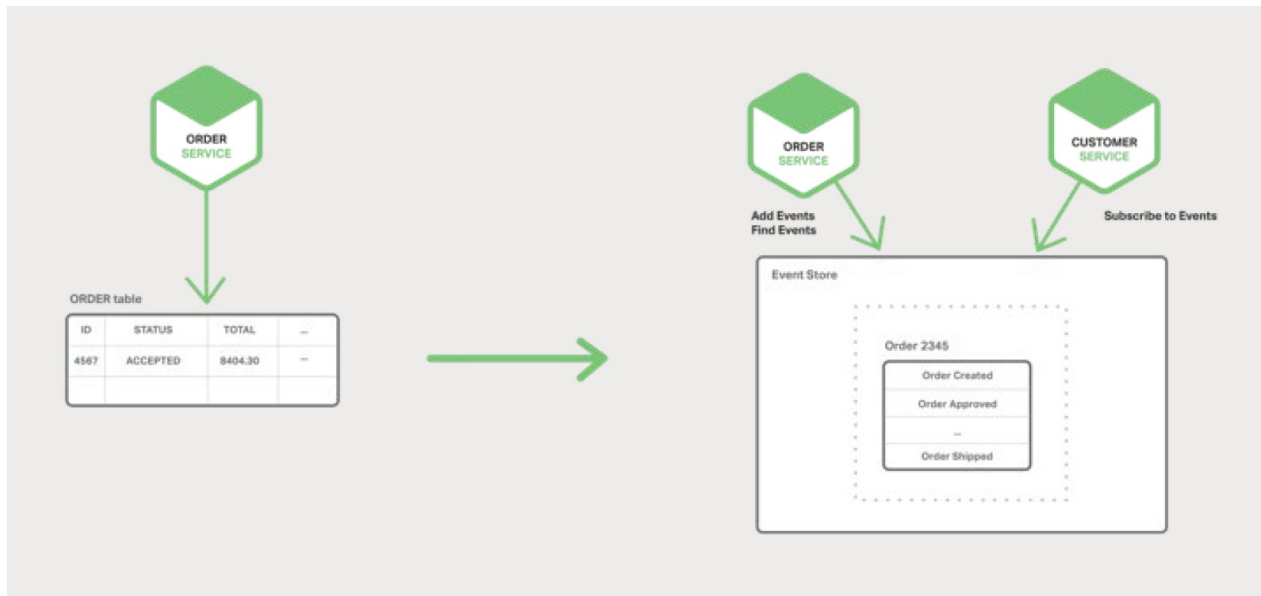 ORDER
SERVICE
ORDER table
ID STATUS TOTAL ...
4567 ACCEPTED 8404.30 ...
ORDER
SERVICE
CUSTOMER
SERVICE
Add Events
Find Events
Subscribe to Events
Event Store
Order 2345
Order Created
Order Approved
...
Order Shipped